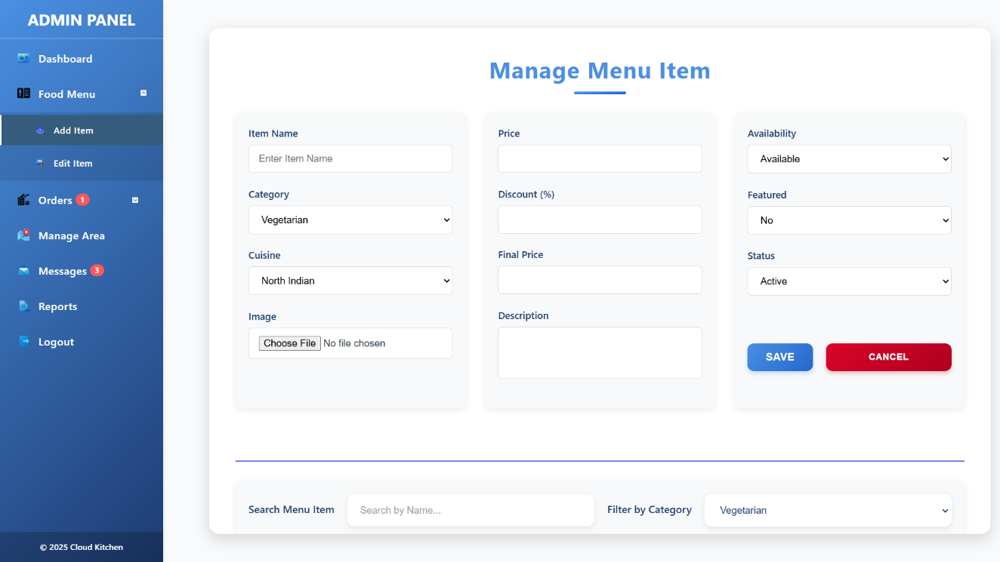 ADMIN PANEL
Dashboard
Food Menu
Add Item
Edit Item
Orders 1
Manage Area
Messages 3
Reports
Logout
© 2025 Cloud Kitchen
Manage Menu Item
Item Name
Enter Item Name
Category
Vegetarian
Cuisine
North Indian
Image
Choose File No file chosen
Price
Discount (%)
Final Price
Description
Availability
Available
Featured
No
Status
Active
SAVE CANCEL
Search Menu Item Search by Name... Filter by Category Vegetarian